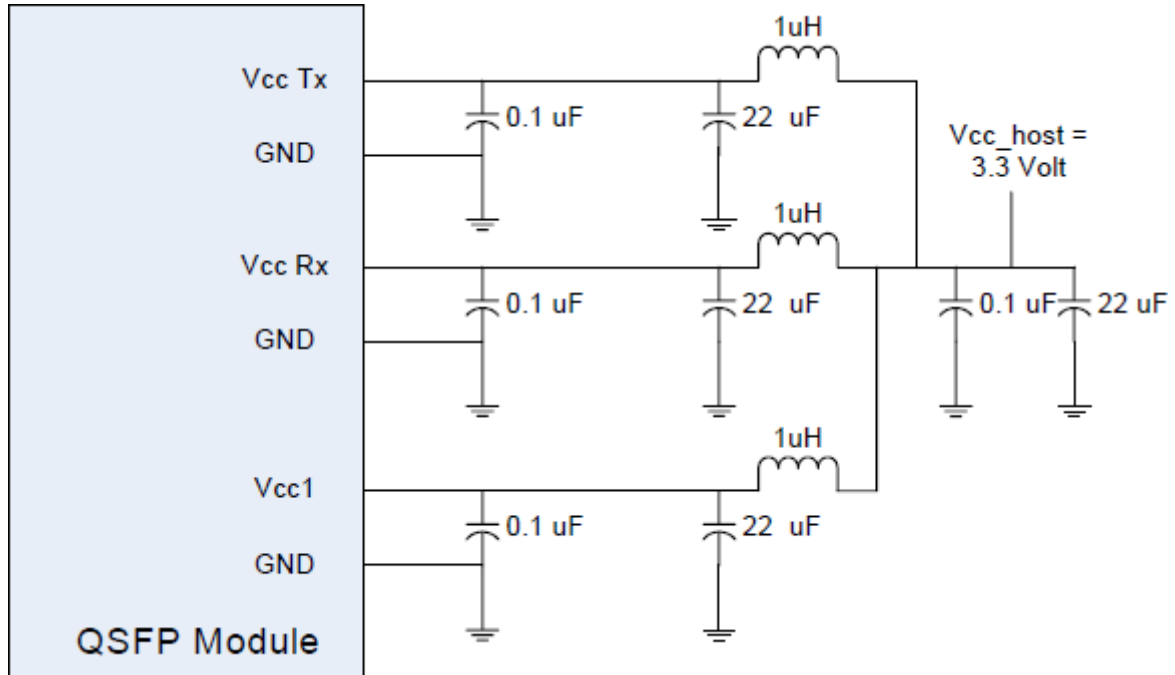 1uH
Vcc Tx
0.1 uF
22 uF
GND
Vcc_host =
3.3 Volt
1uH
Vcc Rx
0.1 uF
22 uF
0.1 uF
22 uF
GND
1uH
Vcc1
0.1 uF
22 uF
GND
QSFP Module